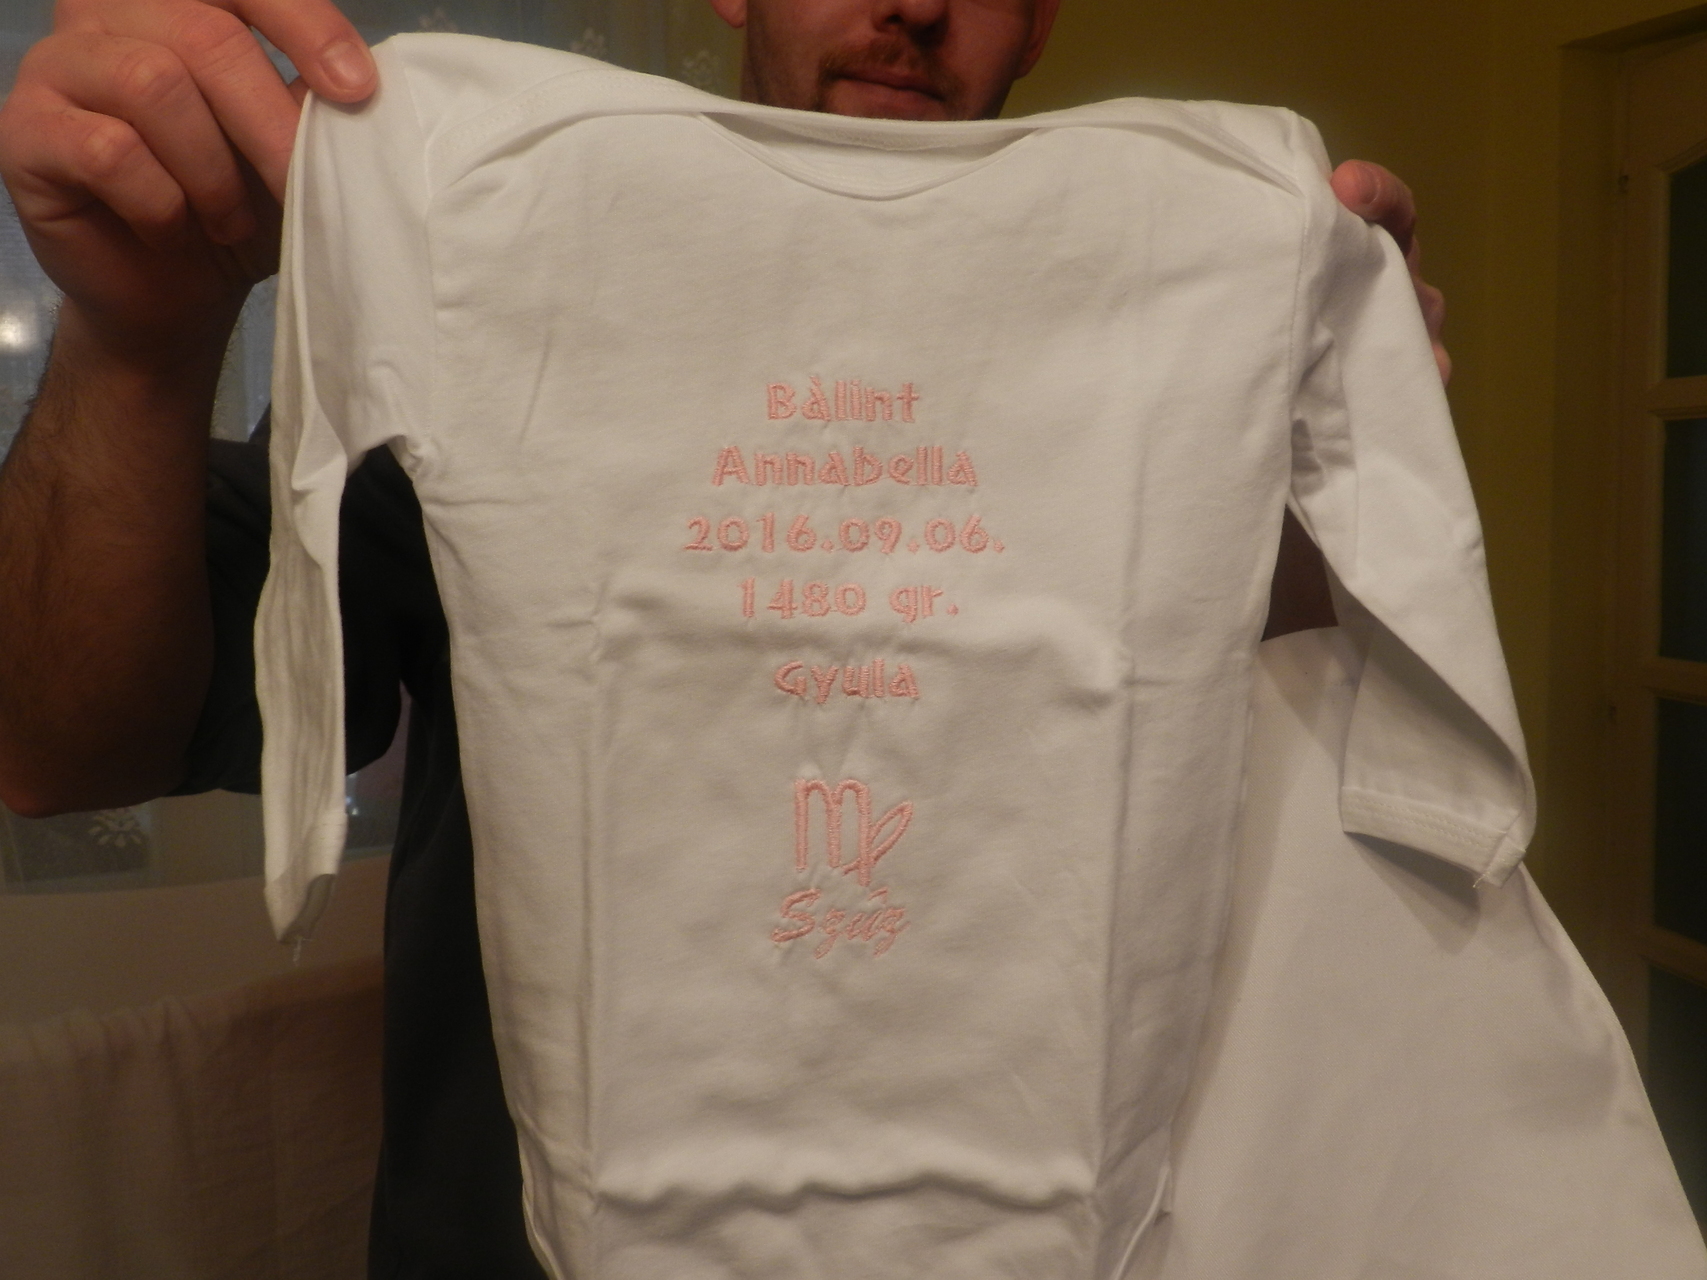 Bàlint
Annabella
2016.09.06.
1480 gr.
Gyula
Szűz